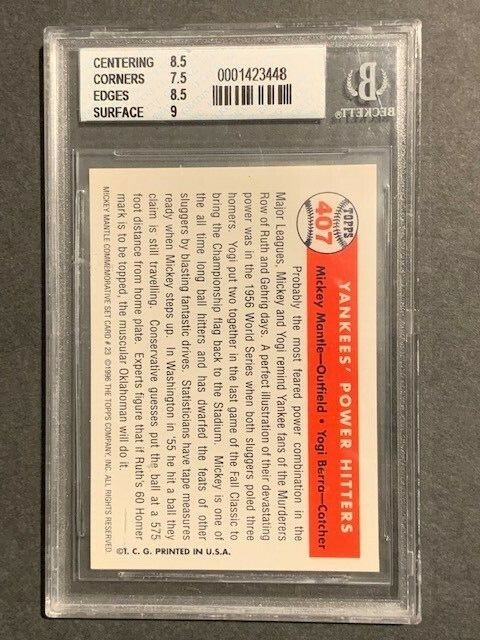 CENTERING 8.5
CORNERS 7.5
EDGES 8.5
SURFACE 9
0001423448
B
BECKETT®
TOPPS
407
YANKEES' POWER HITTERS
Mickey Mantle—Outfield • Yogi Berra—Catcher
Probably the most feared power combination in the
Major Leagues, Mickey and Yogi remind Yankee fans of the Murderers
Row of Ruth and Gehrig days. A perfect illustration of their devastating
power was in the 1956 World Series when both sluggers poled three
homers. Yogi put two together in the last game of the Fall Classic to
bring the Championship flag back to the Stadium. Mickey is one of
the all time long ball hitters and has dwarfed the feats of other
sluggers by blasting fantastic drives. Statisticians have tape measures
ready when Mickey steps up. In Washington in '55 he hit a ball they
claim is still travelling. Conservative guesses put the ball at a 575
foot distance from home plate. Experts figure that if Ruth's 60 Homer
mark is to be topped, the muscular Oklahoman will do it.
©T. C. G. PRINTED IN U.S.A.
MICKEY MANTLE COMMEMORATIVE SET CARD # 23 ©1996 THE TOPPS COMPANY, INC. ALL RIGHTS RESERVED.